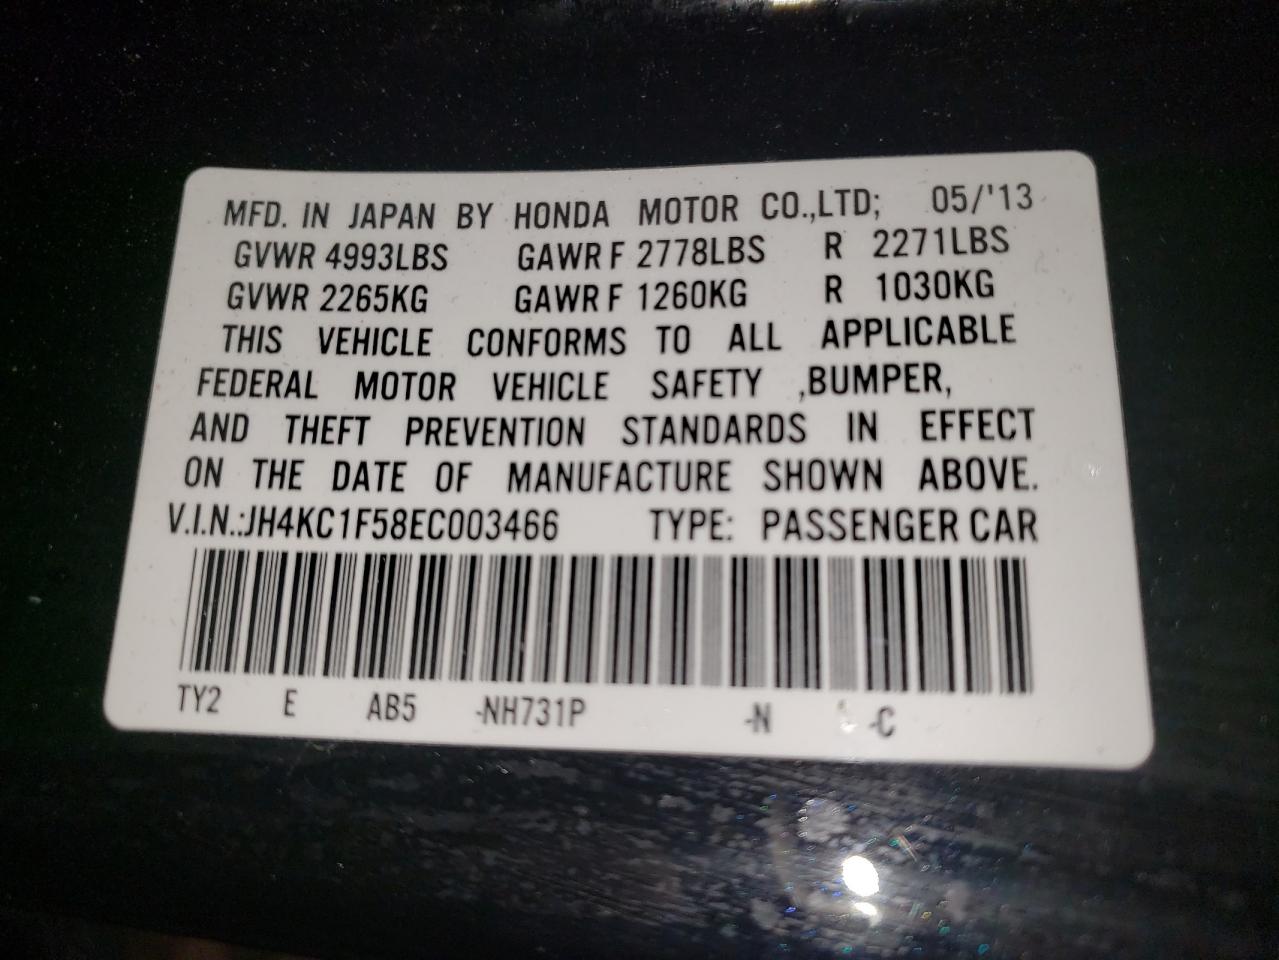 MFD. IN JAPAN BY HONDA MOTOR CO.,LTD; 05/'13
GVWR 4993LBS GAWR F 2778LBS R 2271LBS
GVWR 2265KG GAWR F 1260KG R 1030KG
THIS VEHICLE CONFORMS TO ALL APPLICABLE
FEDERAL MOTOR VEHICLE SAFETY ,BUMPER,
AND THEFT PREVENTION STANDARDS IN EFFECT
ON THE DATE OF MANUFACTURE SHOWN ABOVE.
V.I.N.:JH4KC1F58EC003466 TYPE: PASSENGER CAR
TY2 E AB5 -NH731P -N -C